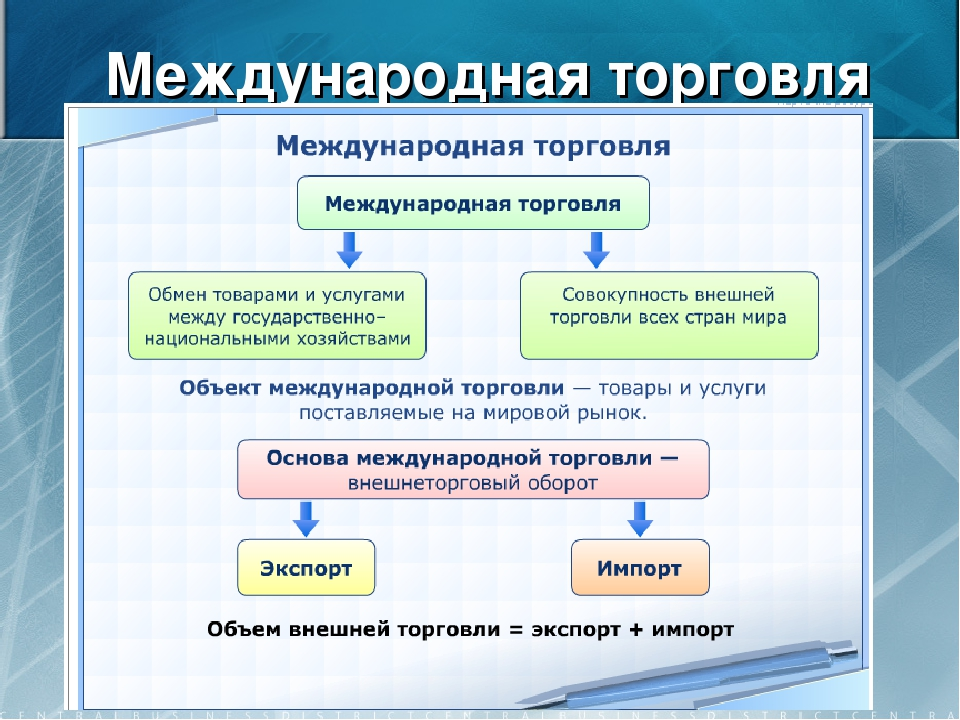 Международная торговля
Международная торговля
Международная торговля
Обмен товарами и услугами
между государственно–
национальными хозяйствами
Совокупность внешней
торговли всех стран мира
Объект международной торговли — товары и услуги
поставляемые на мировой рынок.
Основа международной торговли —
внешнеторговый оборот
Экспорт
Импорт
Объем внешней торговли = экспорт + импорт
C E N T R A L B U S I N E S S D I S T R I C T C E N T R A L B U S I N E S S D I S T R I C T C E N T R A